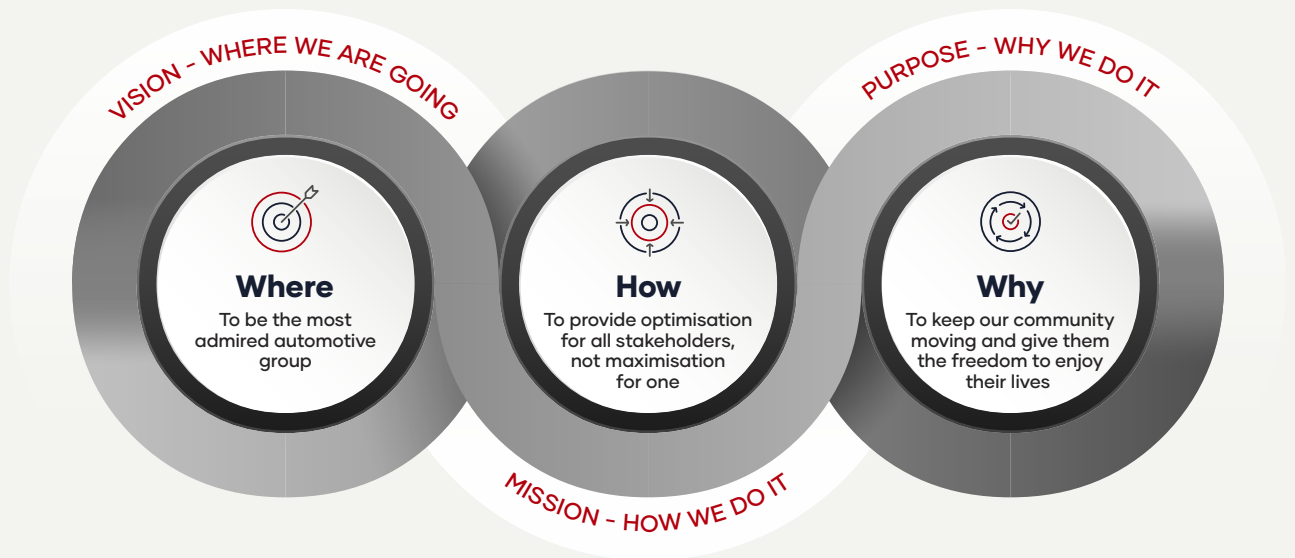 VISION - WHERE WE ARE GOING
PURPOSE - WHY WE DO IT
Where
To be the most
admired automotive
group
How
To provide optimisation
for all stakeholders,
not maximisation
for one
Why
To keep our community
moving and give them
the freedom to enjoy
their lives
MISSION - HOW WE DO IT